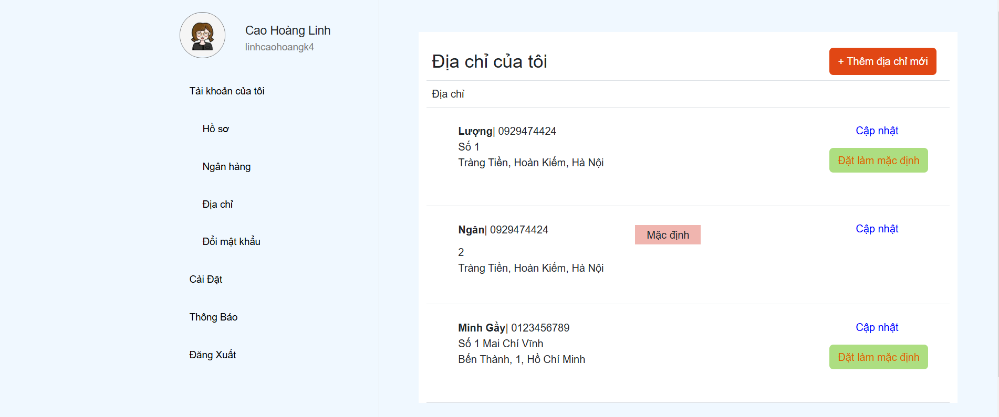 Cao Hoàng Linh
linhcaohoangk4
Tài khoản của tôi
Hồ sơ
Ngân hàng
Địa chỉ
Đổi mật khẩu
Cài Đặt
Thông Báo
Đăng Xuất
Địa chỉ của tôi
+ Thêm địa chỉ mới
Địa chỉ
Lượng| 0929474424
Cập nhật
Số 1
Tràng Tiền, Hoàn Kiếm, Hà Nội
Đặt làm mặc định
Ngân| 0929474424
Mặc định
Cập nhật
2
Tràng Tiền, Hoàn Kiếm, Hà Nội
Minh Gầy| 0123456789
Cập nhật
Số 1 Mai Chí Vĩnh
Bến Thành, 1, Hồ Chí Minh
Đặt làm mặc định